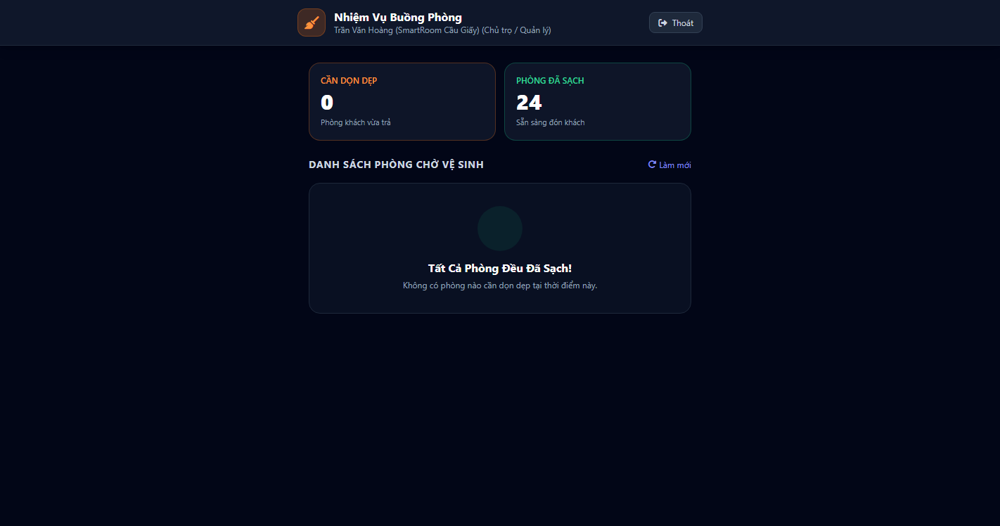 Nhiệm Vụ Buồng Phòng
Trần Văn Hoàng (SmartRoom Cầu Giấy) (Chủ trọ / Quản lý)
Thoát
CẦN DỌN DẸP
0
Phòng khách vừa trả
PHÒNG ĐÃ SẠCH
24
Sẵn sàng đón khách
DANH SÁCH PHÒNG CHỜ VỆ SINH
Làm mới
Tất Cả Phòng Đều Đã Sạch!
Không có phòng nào cần dọn dẹp tại thời điểm này.